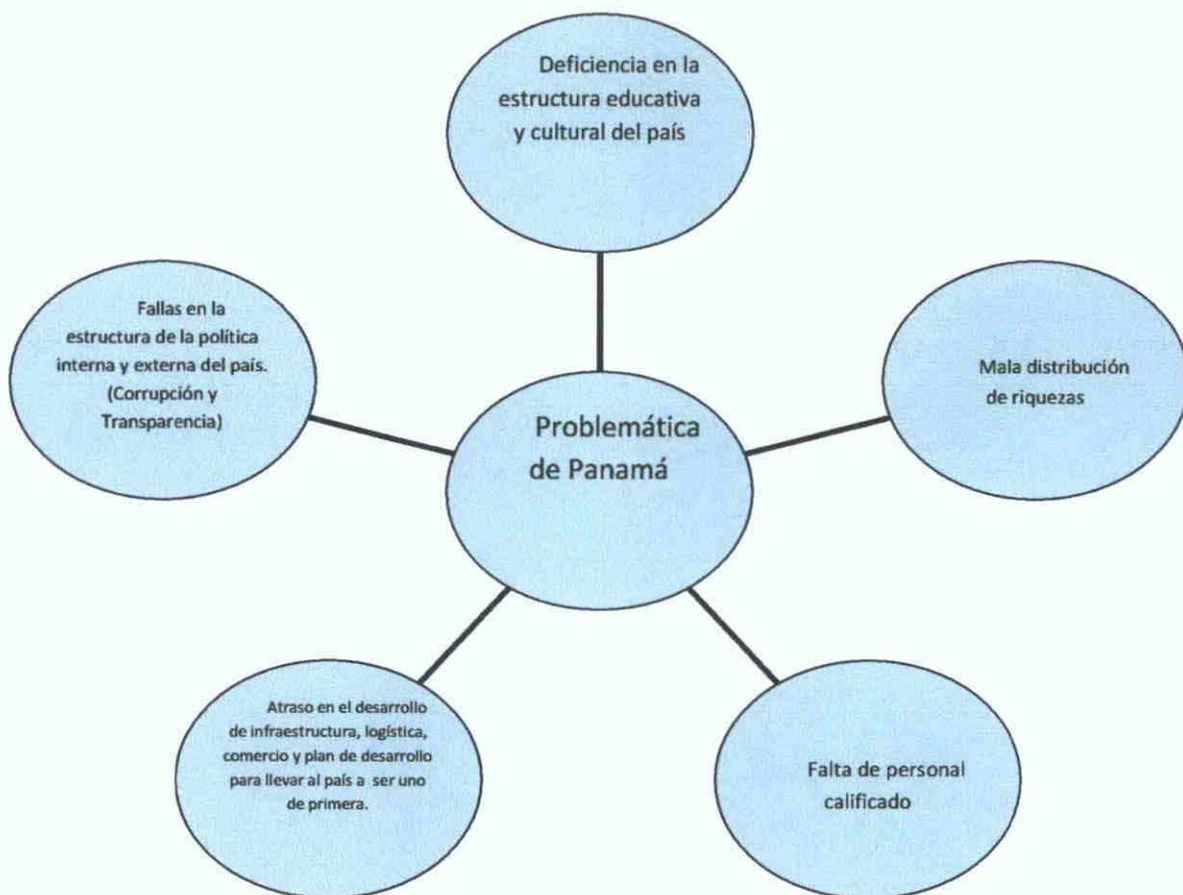 Deficiencia en la
estructura educativa
y cultural del país
Fallas en la
estructura de la política
interna y externa del país.
(Corrupción y
Transparencia)
Mala distribución
de riquezas
Problemática
de Panamá
Atraso en el desarrollo
de infraestructura, logística,
comercio y plan de desarrollo
para llevar al país a ser uno
de primera.
Falta de personal
calificado